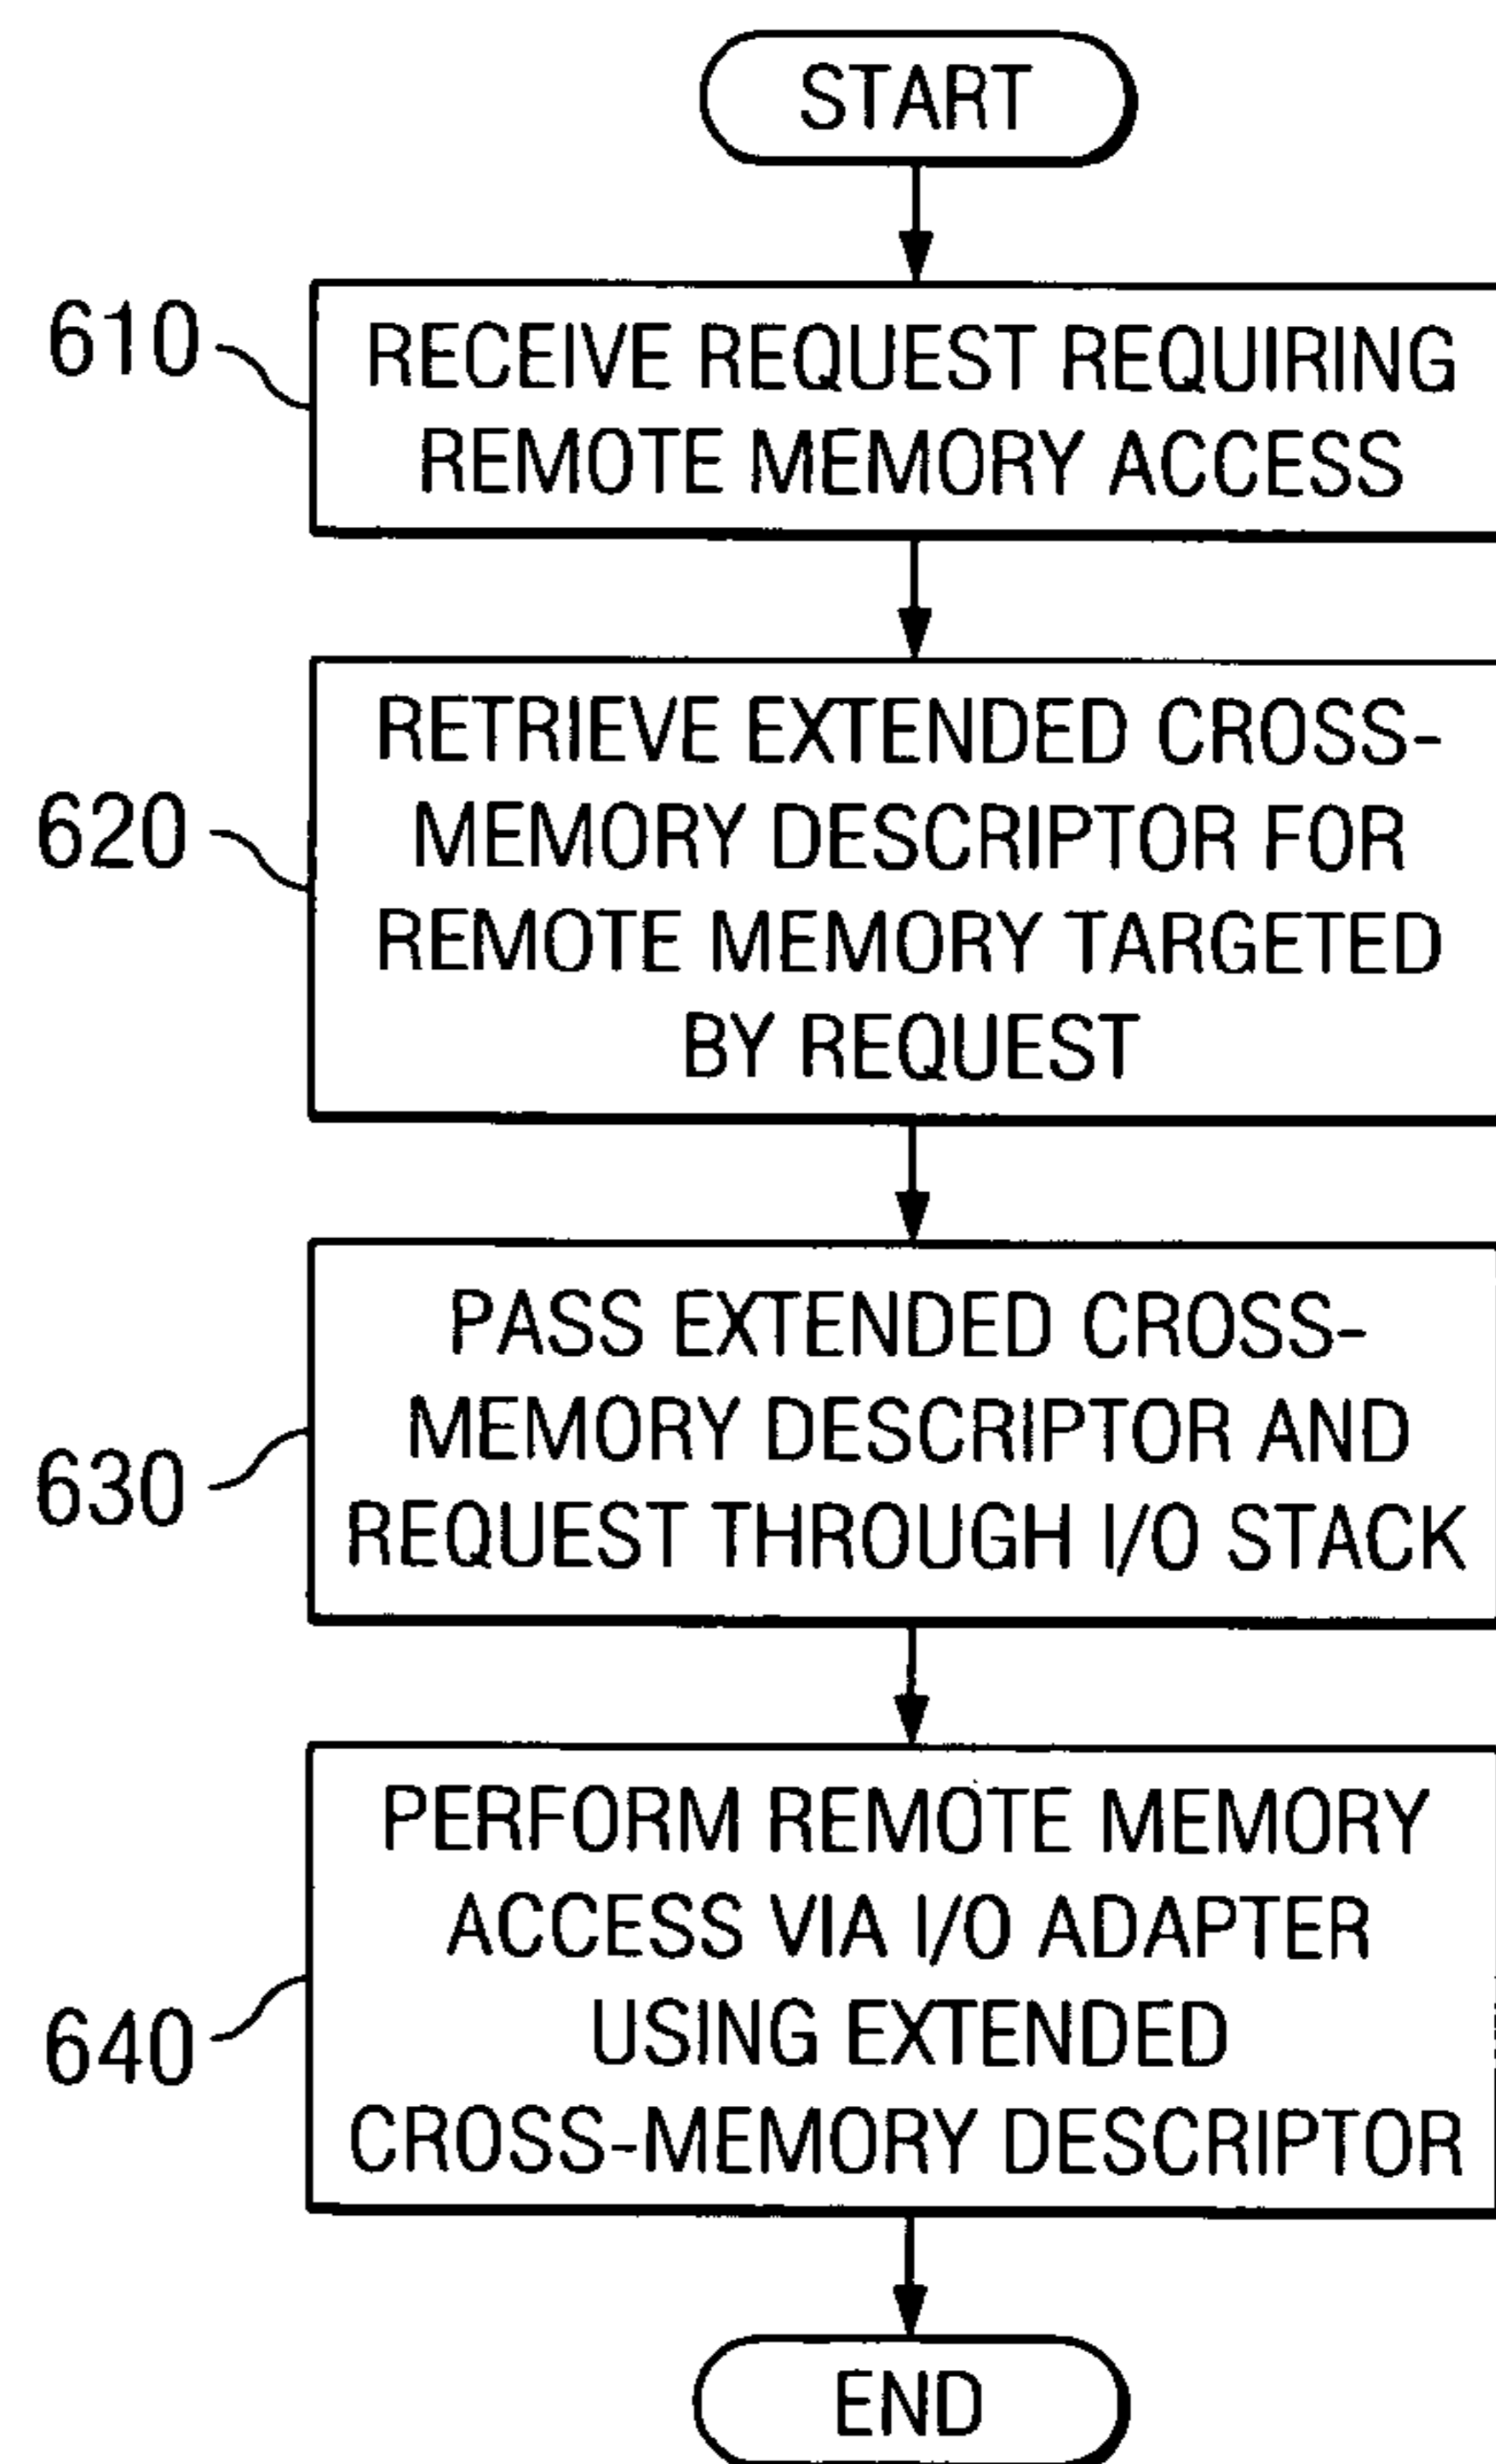 START
610
RECEIVE REQUEST REQUIRING
REMOTE MEMORY ACCESS
620
RETRIEVE EXTENDED CROSS-
MEMORY DESCRIPTOR FOR
REMOTE MEMORY TARGETED
BY REQUEST
630
PASS EXTENDED CROSS-
MEMORY DESCRIPTOR AND
REQUEST THROUGH I/O STACK
640
PERFORM REMOTE MEMORY
ACCESS VIA I/O ADAPTER
USING EXTENDED
CROSS-MEMORY DESCRIPTOR
END